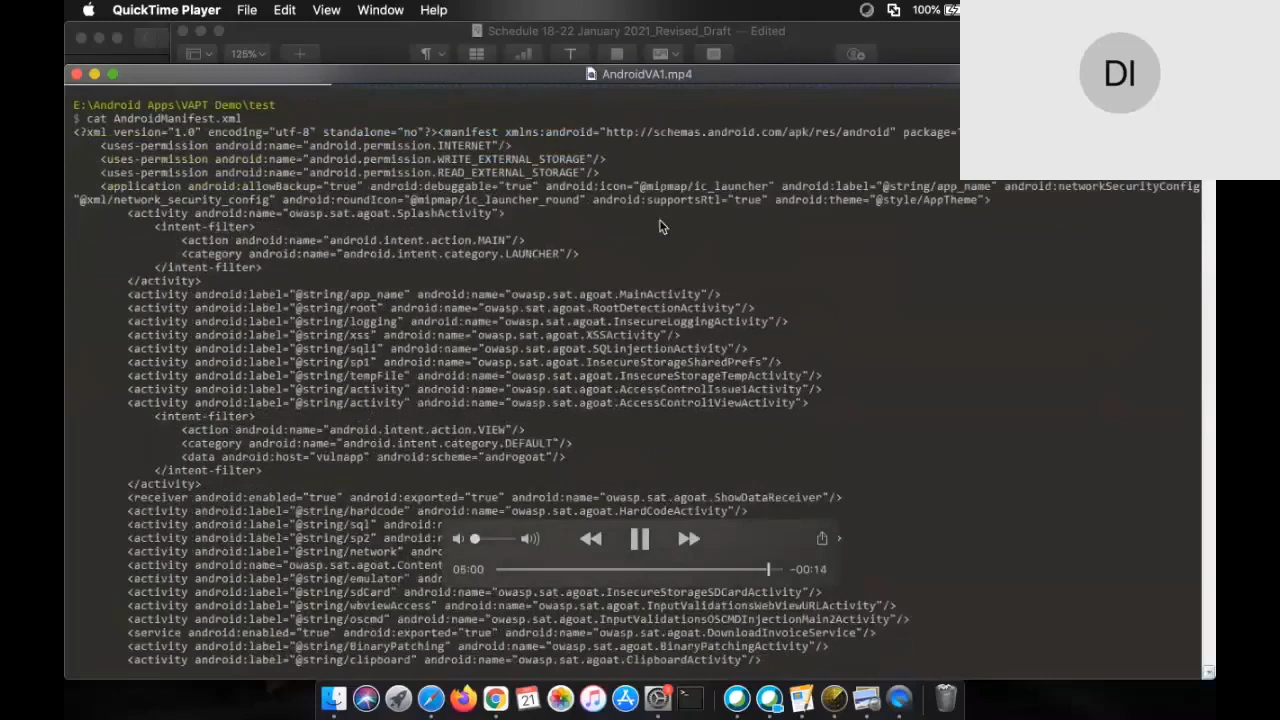 QuickTime Player File Edit View Window Help 100%
Schedule 18-22 January 2021_Revised_Draft — Edited
125%
AndroidVA1.mp4
DI
E:\Android Apps\VAPT Demo\test
$ cat AndroidManifest.xml
<?xml version="1.0" encoding="utf-8" standalone="no"?><manifest xmlns:android="http://schemas.android.com/apk/res/android" package=
<uses-permission android:name="android.permission.INTERNET"/>
<uses-permission android:name="android.permission.WRITE_EXTERNAL_STORAGE"/>
<uses-permission android:name="android.permission.READ_EXTERNAL_STORAGE"/>
<application android:allowBackup="true" android:debuggable="true" android:icon="@mipmap/ic_launcher" android:label="@string/app_name" android:networkSecurityConfig
"@xml/network_security_config" android:roundIcon="@mipmap/ic_launcher_round" android:supportsRtl="true" android:theme="@style/AppTheme">
<activity android:name="owasp.sat.agoat.SplashActivity">
<intent-filter>
<action android:name="android.intent.action.MAIN"/>
<category android:name="android.intent.category.LAUNCHER"/>
</intent-filter>
</activity>
<activity android:label="@string/app_name" android:name="owasp.sat.agoat.MainActivity"/>
<activity android:label="@string/root" android:name="owasp.sat.agoat.RootDetectionActivity"/>
<activity android:label="@string/logging" android:name="owasp.sat.agoat.InsecureLoggingActivity"/>
<activity android:label="@string/xss" android:name="owasp.sat.agoat.XSSActivity"/>
<activity android:label="@string/sqli" android:name="owasp.sat.agoat.SQLinjectionActivity"/>
<activity android:label="@string/sp1" android:name="owasp.sat.agoat.InsecureStorageSharedPrefs"/>
<activity android:label="@string/tempFile" android:name="owasp.sat.agoat.InsecureStorageTempActivity"/>
<activity android:label="@string/activity" android:name="owasp.sat.agoat.AccessControlIssue1Activity"/>
<activity android:label="@string/activity" android:name="owasp.sat.agoat.AccessControl1ViewActivity">
<intent-filter>
<action android:name="android.intent.action.VIEW"/>
<category android:name="android.intent.category.DEFAULT"/>
<data android:host="vulnapp" android:scheme="androgoat"/>
</intent-filter>
</activity>
<receiver android:enabled="true" android:exported="true" android:name="owasp.sat.agoat.ShowDataReceiver"/>
<activity android:label="@string/hardcode" android:name="owasp.sat.agoat.HardCodeActivity"/>
<activity android:label="@string/sql" android:
<activity android:label="@string/sp2" android:
<activity android:label="@string/network" andro
<activity android:name="owasp.sat.agoat.Content
<activity android:label="@string/emulator" andro
05:00 -00:14
<activity android:label="@string/sdCard" android:name="owasp.sat.agoat.InsecureStorageSDCardActivity"/>
<activity android:label="@string/wbviewAccess" android:name="owasp.sat.agoat.InputValidationsWebViewURLActivity"/>
<activity android:label="@string/oscmd" android:name="owasp.sat.agoat.InputValidationsOSCMDInjectionMain2Activity"/>
<service android:enabled="true" android:exported="true" android:name="owasp.sat.agoat.DownloadInvoiceService"/>
<activity android:label="@string/BinaryPatching" android:name="owasp.sat.agoat.BinaryPatchingActivity"/>
<activity android:label="@string/clipboard" android:name="owasp.sat.agoat.ClipboardActivity"/>
21